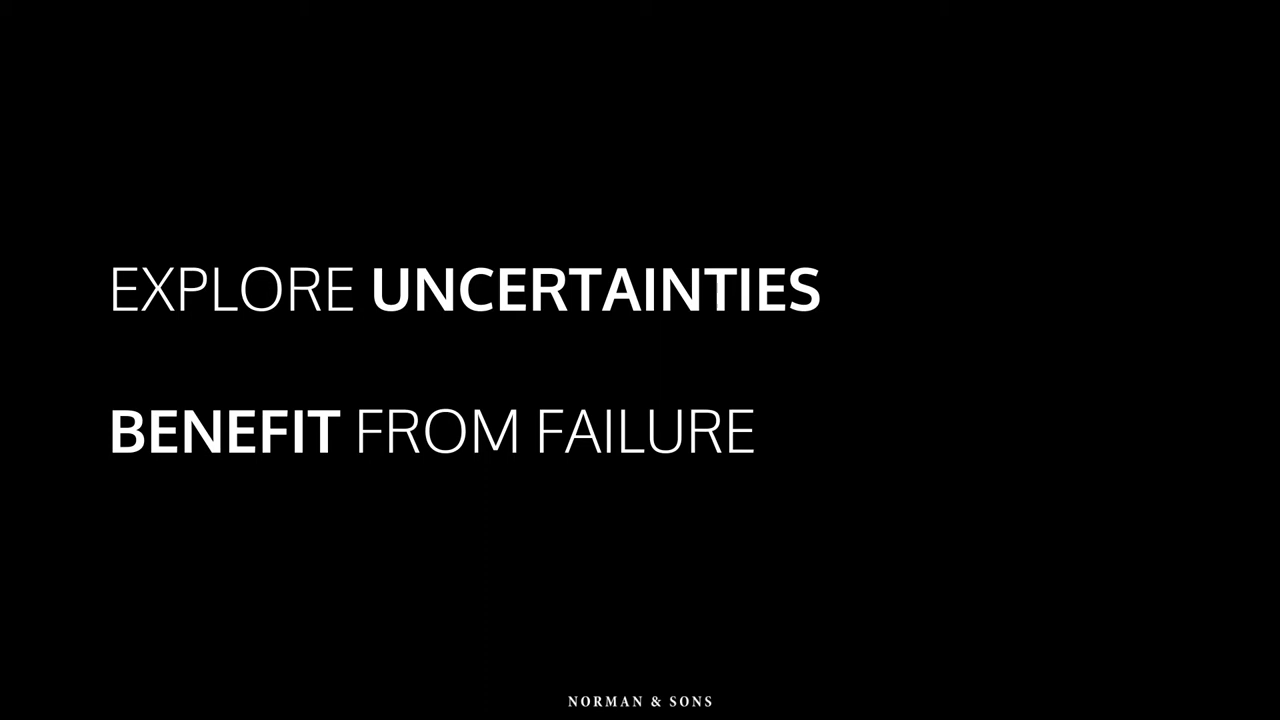 EXPLORE UNCERTAINTIES
BENEFIT FROM FAILURE
NORMAN & SONS